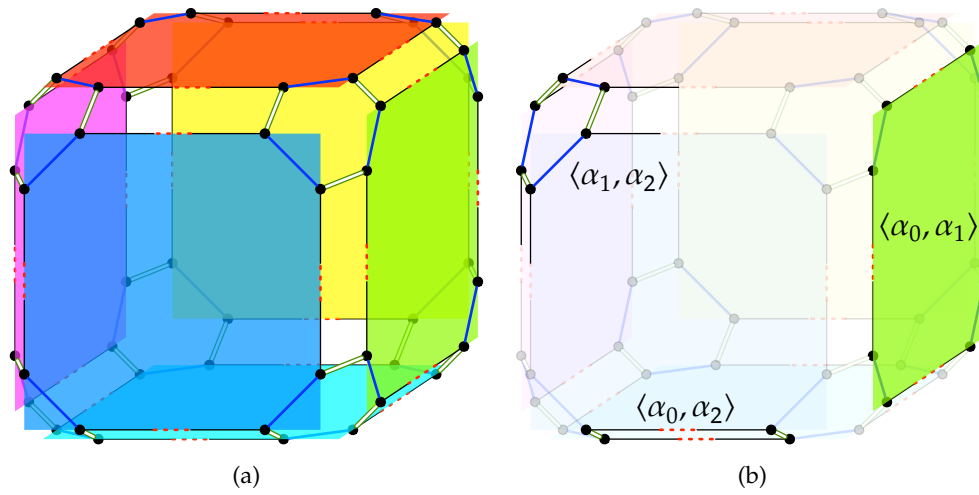 ⟨α₁, α₂⟩
⟨α₀, α₁⟩
⟨α₀, α₂⟩
(a)
(b)